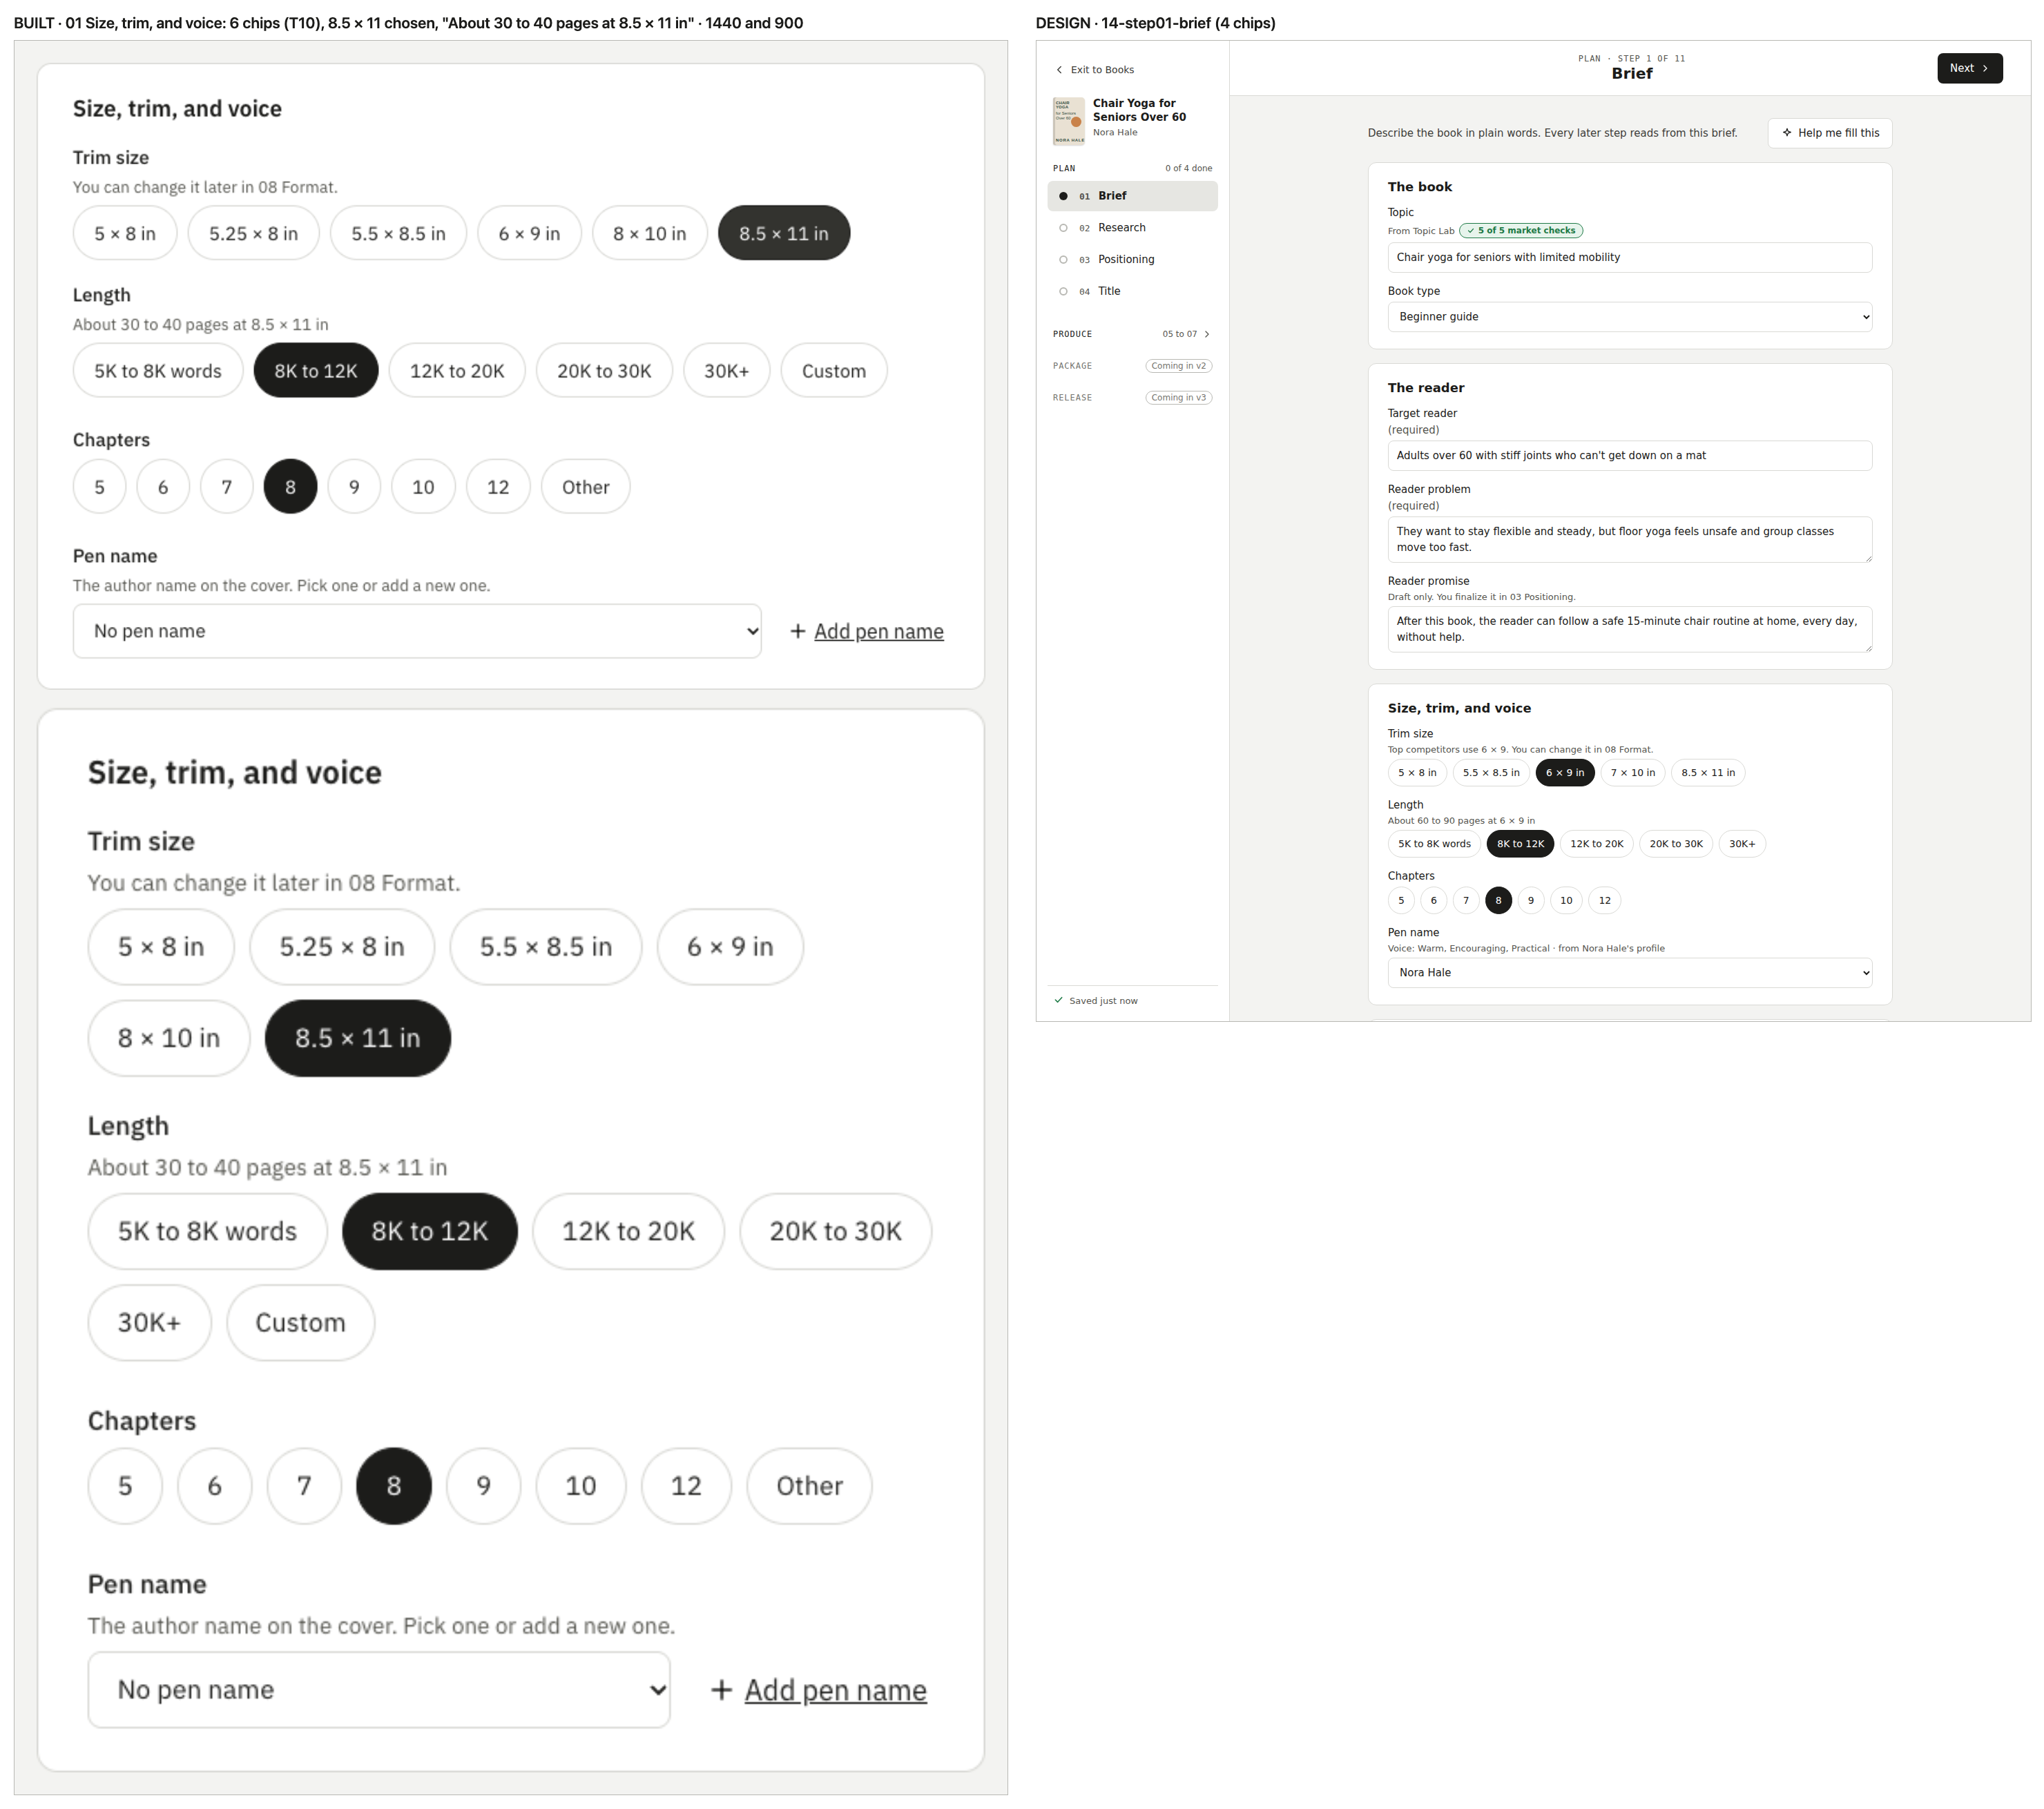 BUILT · 01 Size, trim, and voice: 6 chips (T10), 8.5 × 11 chosen, "About 30 to 40 pages at 8.5 × 11 in" · 1440 and 900
Size, trim, and voice
Trim size
You can change it later in 08 Format.
5 × 8 in 5.25 × 8 in 5.5 × 8.5 in 6 × 9 in 8 × 10 in 8.5 × 11 in
Length
About 30 to 40 pages at 8.5 × 11 in
5K to 8K words 8K to 12K 12K to 20K 20K to 30K 30K+ Custom
Chapters
5 6 7 8 9 10 12 Other
Pen name
The author name on the cover. Pick one or add a new one.
No pen name + Add pen name
Size, trim, and voice
Trim size
You can change it later in 08 Format.
5 × 8 in 5.25 × 8 in 5.5 × 8.5 in 6 × 9 in
8 × 10 in 8.5 × 11 in
Length
About 30 to 40 pages at 8.5 × 11 in
5K to 8K words 8K to 12K 12K to 20K 20K to 30K
30K+ Custom
Chapters
5 6 7 8 9 10 12 Other
Pen name
The author name on the cover. Pick one or add a new one.
No pen name + Add pen name
DESIGN · 14-step01-brief (4 chips)
Exit to Books
CHAIR
YOGA
for Seniors
Over 60
NORA HALE
Chair Yoga for
Seniors Over 60
Nora Hale
PLAN 0 of 4 done
01 Brief
02 Research
03 Positioning
04 Title
PRODUCE 05 to 07
PACKAGE Coming in v2
RELEASE Coming in v3
Saved just now
PLAN · STEP 1 OF 11
Brief
Next
Describe the book in plain words. Every later step reads from this brief.
Help me fill this
The book
Topic
From Topic Lab 5 of 5 market checks
Chair yoga for seniors with limited mobility
Book type
Beginner guide
The reader
Target reader
(required)
Adults over 60 with stiff joints who can't get down on a mat
Reader problem
(required)
They want to stay flexible and steady, but floor yoga feels unsafe and group classes
move too fast.
Reader promise
Draft only. You finalize it in 03 Positioning.
After this book, the reader can follow a safe 15-minute chair routine at home, every day,
without help.
Size, trim, and voice
Trim size
Top competitors use 6 × 9. You can change it in 08 Format.
5 × 8 in 5.5 × 8.5 in 6 × 9 in 7 × 10 in 8.5 × 11 in
Length
About 60 to 90 pages at 6 × 9 in
5K to 8K words 8K to 12K 12K to 20K 20K to 30K 30K+
Chapters
5 6 7 8 9 10 12
Pen name
Voice: Warm, Encouraging, Practical · from Nora Hale's profile
Nora Hale